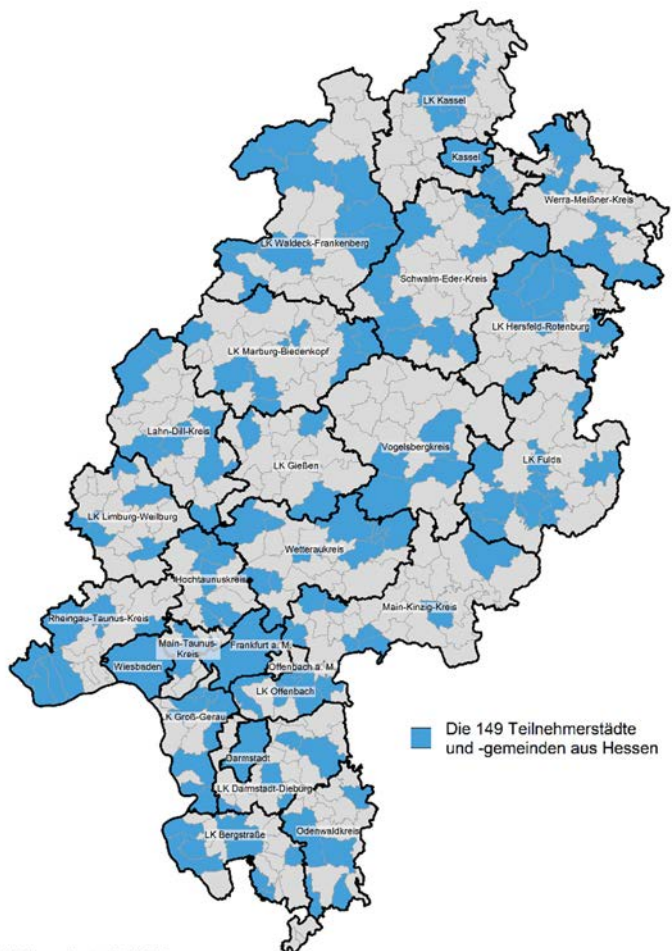 LK Kassel
Kassel
Werra-Meißner-Kreis
LK Waldeck-Frankenberg
Schwalm-Eder-Kreis
LK Hersfeld-Rotenburg
LK Marburg-Biedenkopf
Lahn-Dill-Kreis
Vogelsbergkreis
LK Gießen
LK Fulda
LK Limburg-Weilburg
Wetteraukreis
Hochtaunuskreis
Main-Kinzig-Kreis
Rheingau-Taunus-Kreis
Main-Taunus-
Kreis
Frankfurt a. M.
Wiesbaden
Offenbach a. M.
LK Offenbach
LK Groß-Gerau
Die 149 Teilnehmerstädte
und -gemeinden aus Hessen
Darmstadt
LK Darmstadt-Dieburg
LK Bergstraße
Odenwaldkreis